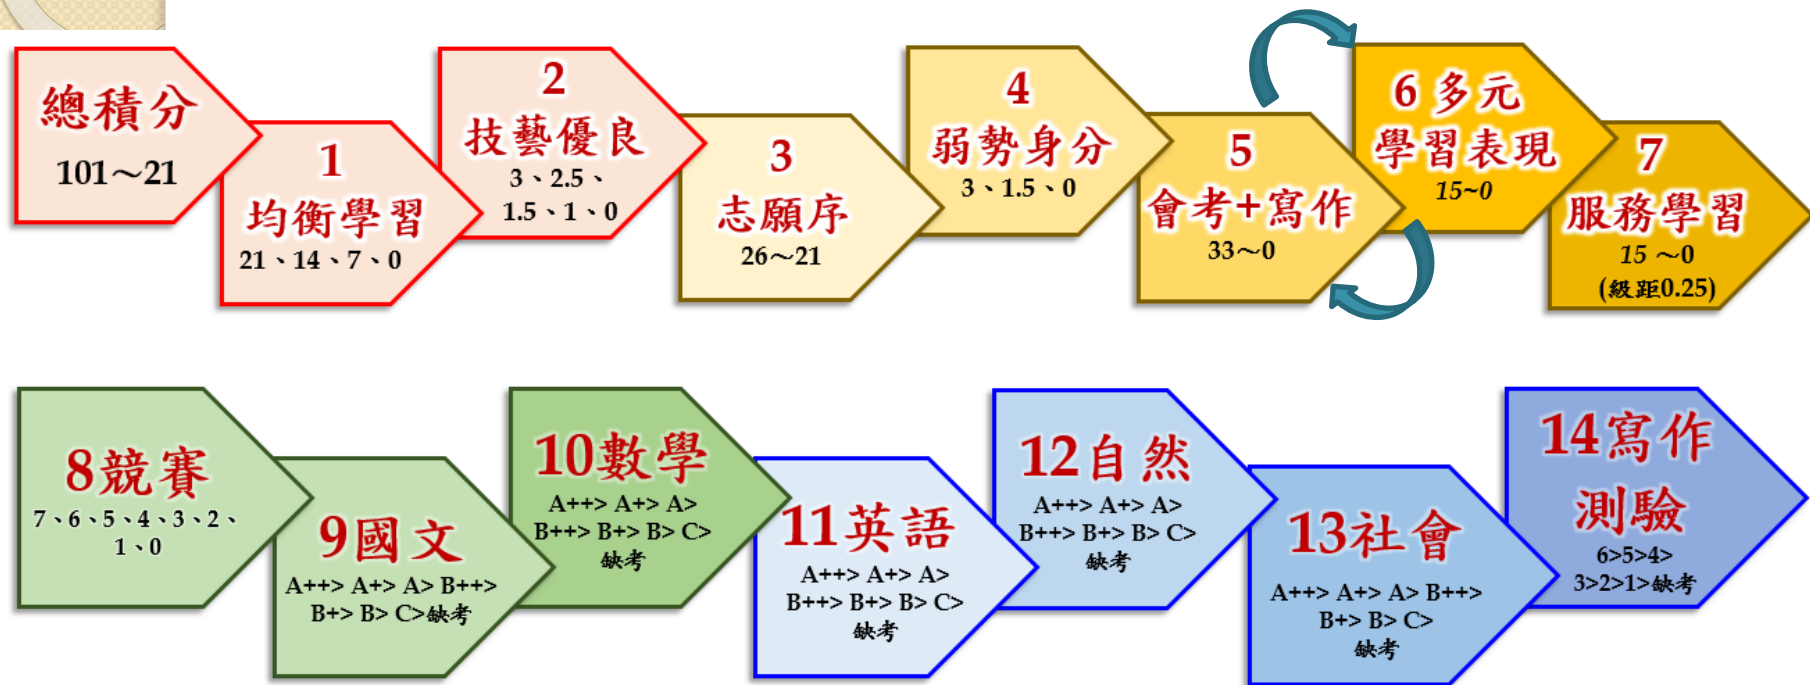 總積分
101～21
1
均衡學習
21、14、7、0
2
技藝優良
3、2.5、
1.5、1、0
3
志願序
26～21
4
弱勢身分
3、1.5、0
5
會考+寫作
33～0
6 多元
學習表現
15~0
7
服務學習
15 ～0
(級距0.25)
8競賽
7、6、5、4、3、2、
1、0
9國文
A++> A+> A> B++>
B+> B> C>缺考
10數學
A++> A+> A>
B++> B+> B> C>
缺考
11英語
A++> A+> A>
B++> B+> B> C>
缺考
12自然
A++> A+> A>
B++> B+> B> C>
缺考
13社會
A++> A+> A> B++>
B+> B> C>
缺考
14寫作
測驗
6>5>4>
3>2>1>缺考